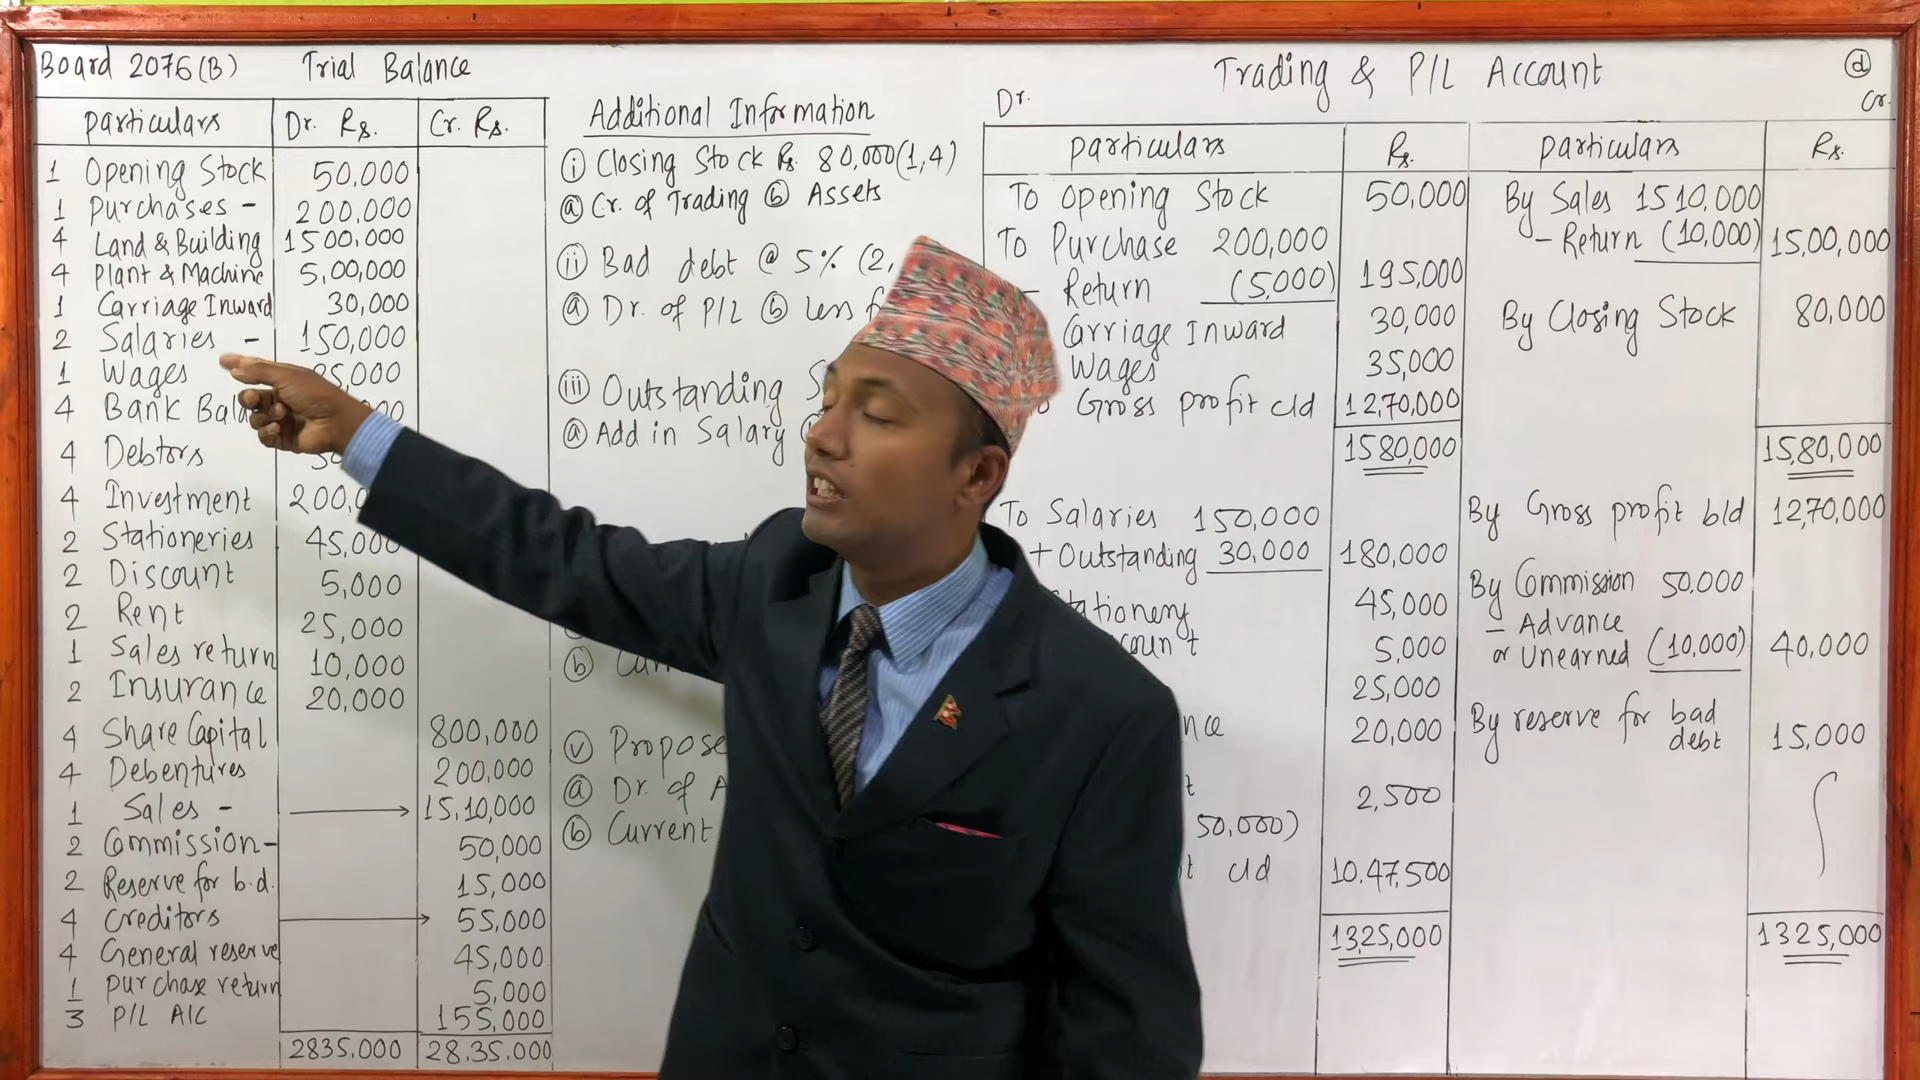 Board 2076(B) Trial Balance
particulars Dr. Rs. Cr. Rs.
1 Opening Stock 50,000
1 Purchases - 200,000
4 Land & Building 1500,000
4 Plant & Machine 5,00,000
1 Carriage Inward 30,000
2 Salaries - 150,000
1 Wages 35,000
4 Bank
4 Debtors
4 Investment
2 Stationeries 45,000
2 Discount 5,000
2 Rent 25,000
1 Sales return 10,000
2 Insurance 20,000
4 Share Capital 800,000
4 Debentures 200,000
1 Sales - 15,10,000
2 Commission- 50,000
2 Reserve for b.d. 15,000
4 Creditors 55,000
4 General reserve 45,000
1 purchase return 5,000
3 P/L A/C 155,000
2835,000 28,35,000
Additional Information
(i) Closing Stock Rs. 80,000(1,4)
(a) Cr. of Trading (b) Assets
(ii) Bad debt @ 5% (2,
(a) Dr. of P/L (b) Less
(iii) Outstanding
(a) Add in Salary
(b)
(v)
(a) Dr. of
(b) Current
Trading & P/L Account (d)
Dr. Cr.
particulars Rs. particulars Rs.
To Opening Stock 50,000 By Sales 1510,000
To Purchase 200,000 - Return (10,000) 15,00,000
- Return (5,000) 195,000
Carriage Inward 30,000 By Closing Stock 80,000
Wages 35,000
Gross profit c/d 12,70,000
1580,000 15,80,000
To Salaries 150,000 By Gross profit b/d 12,70,000
+ Outstanding 30,000 180,000
By Commission 50,000
Stationery 45,000 - Advance
5,000 or Unearned (10,000) 40,000
25,000
20,000 By reserve for bad debt 15,000
2,500
50,000)
c/d 10,47,500
13,25,000 1325,000